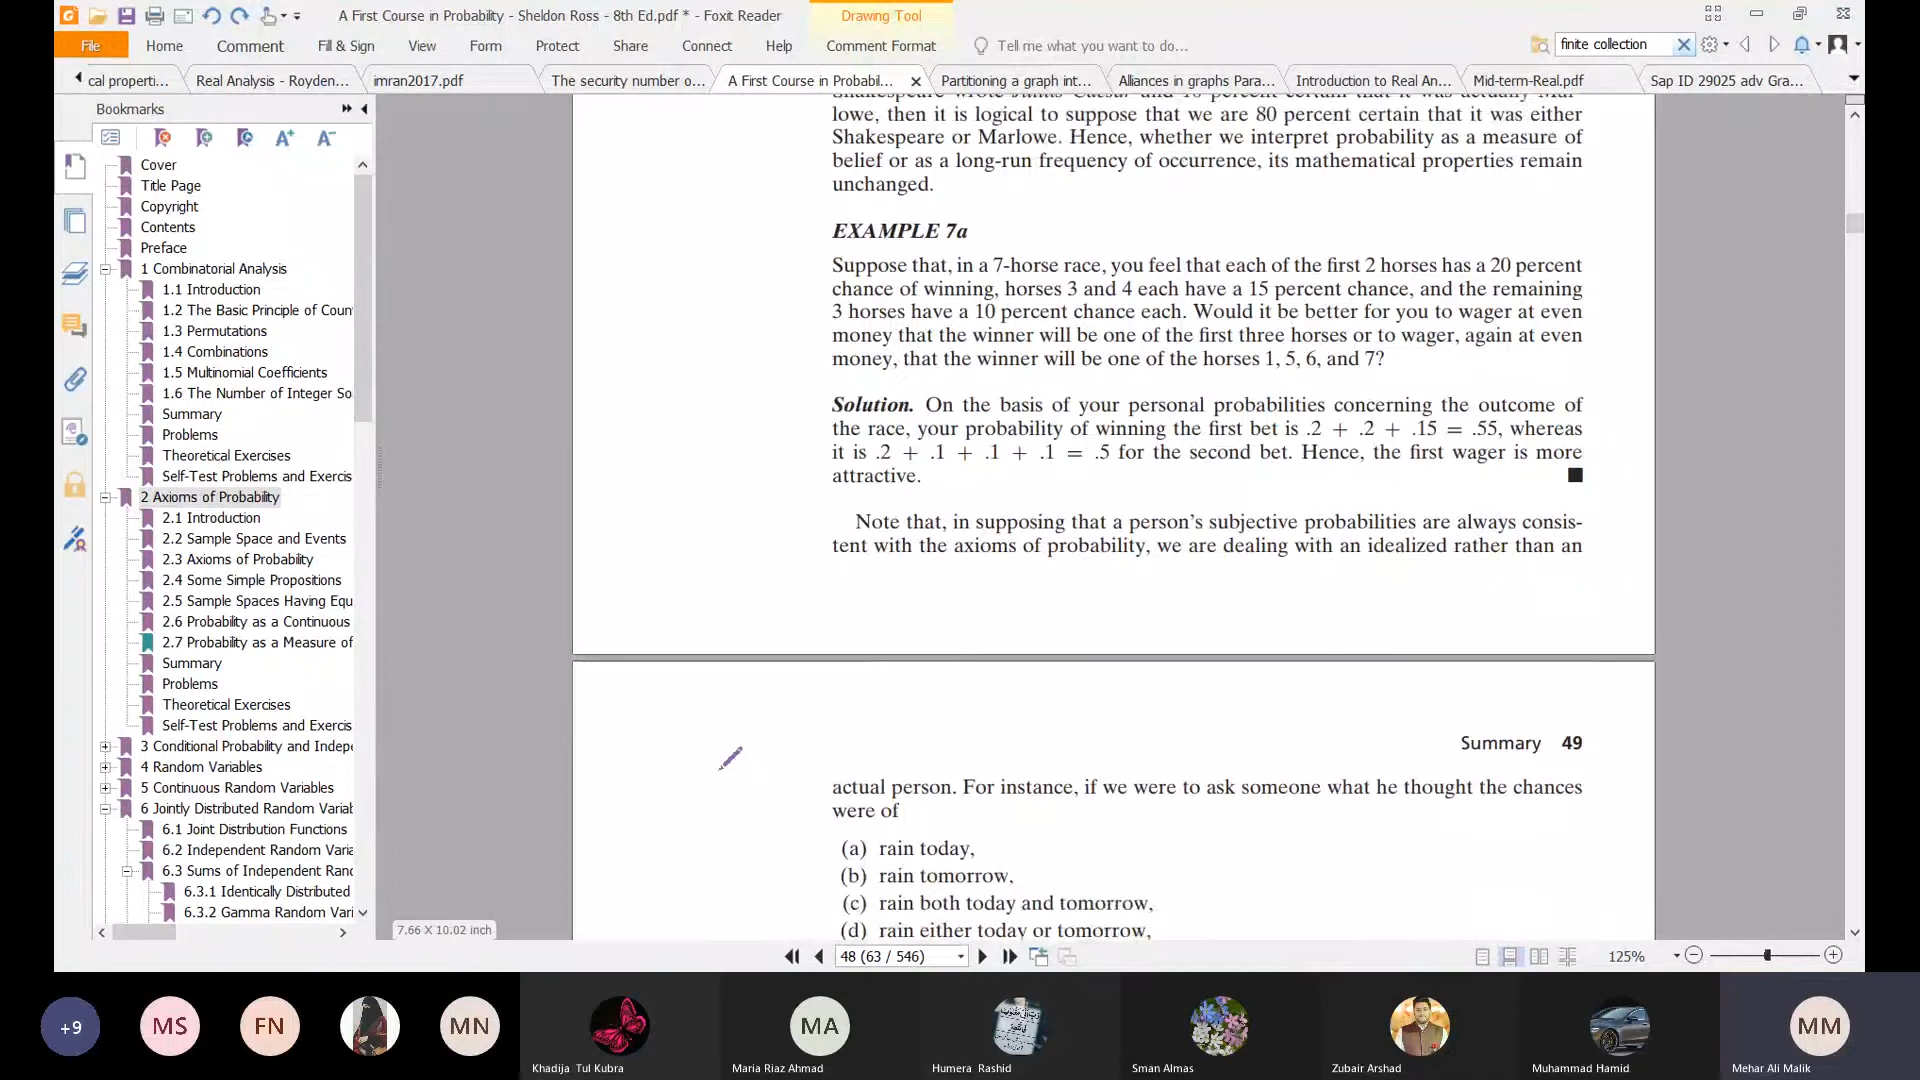 A First Course in Probability - Sheldon Ross - 8th Ed.pdf * - Foxit Reader
Drawing Tool
File
Home
Comment
Fill & Sign
View
Form
Protect
Share
Connect
Help
Comment Format
Tell me what you want to do...
finite collection
cal properti...
Real Analysis - Royden...
imran2017.pdf
The security number o...
A First Course in Probabil...
Partitioning a graph int...
Alliances in graphs Para...
Introduction to Real An...
Mid-term-Real.pdf
Sap ID 29025 adv Gra...
Bookmarks
Cover
Title Page
Copyright
Contents
Preface
1 Combinatorial Analysis
1.1 Introduction
1.2 The Basic Principle of Coun
1.3 Permutations
1.4 Combinations
1.5 Multinomial Coefficients
1.6 The Number of Integer So
Summary
Problems
Theoretical Exercises
Self-Test Problems and Exercis
2 Axioms of Probability
2.1 Introduction
2.2 Sample Space and Events
2.3 Axioms of Probability
2.4 Some Simple Propositions
2.5 Sample Spaces Having Equ
2.6 Probability as a Continuous
2.7 Probability as a Measure of
Summary
Problems
Theoretical Exercises
Self-Test Problems and Exercis
3 Conditional Probability and Indepe
4 Random Variables
5 Continuous Random Variables
6 Jointly Distributed Random Variab
6.1 Joint Distribution Functions
6.2 Independent Random Varia
6.3 Sums of Independent Rand
6.3.1 Identically Distributed
6.3.2 Gamma Random Vari
lowe, then it is logical to suppose that we are 80 percent certain that it was either
Shakespeare or Marlowe. Hence, whether we interpret probability as a measure of
belief or as a long-run frequency of occurrence, its mathematical properties remain
unchanged.
EXAMPLE 7a
Suppose that, in a 7-horse race, you feel that each of the first 2 horses has a 20 percent
chance of winning, horses 3 and 4 each have a 15 percent chance, and the remaining
3 horses have a 10 percent chance each. Would it be better for you to wager at even
money that the winner will be one of the first three horses or to wager, again at even
money, that the winner will be one of the horses 1, 5, 6, and 7?
Solution. On the basis of your personal probabilities concerning the outcome of
the race, your probability of winning the first bet is .2 + .2 + .15 = .55, whereas
it is .2 + .1 + .1 + .1 = .5 for the second bet. Hence, the first wager is more
attractive.
Note that, in supposing that a person's subjective probabilities are always consis-
tent with the axioms of probability, we are dealing with an idealized rather than an
Summary 49
actual person. For instance, if we were to ask someone what he thought the chances
were of
(a) rain today,
(b) rain tomorrow,
(c) rain both today and tomorrow,
(d) rain either today or tomorrow,
7.66 X 10.02 inch
48 (63 / 546)
125%
+9
MS
FN
MN
MA
MM
Khadija Tul Kubra
Maria Riaz Ahmad
Humera Rashid
Sman Almas
Zubair Arshad
Muhammad Hamid
Mehar Ali Malik